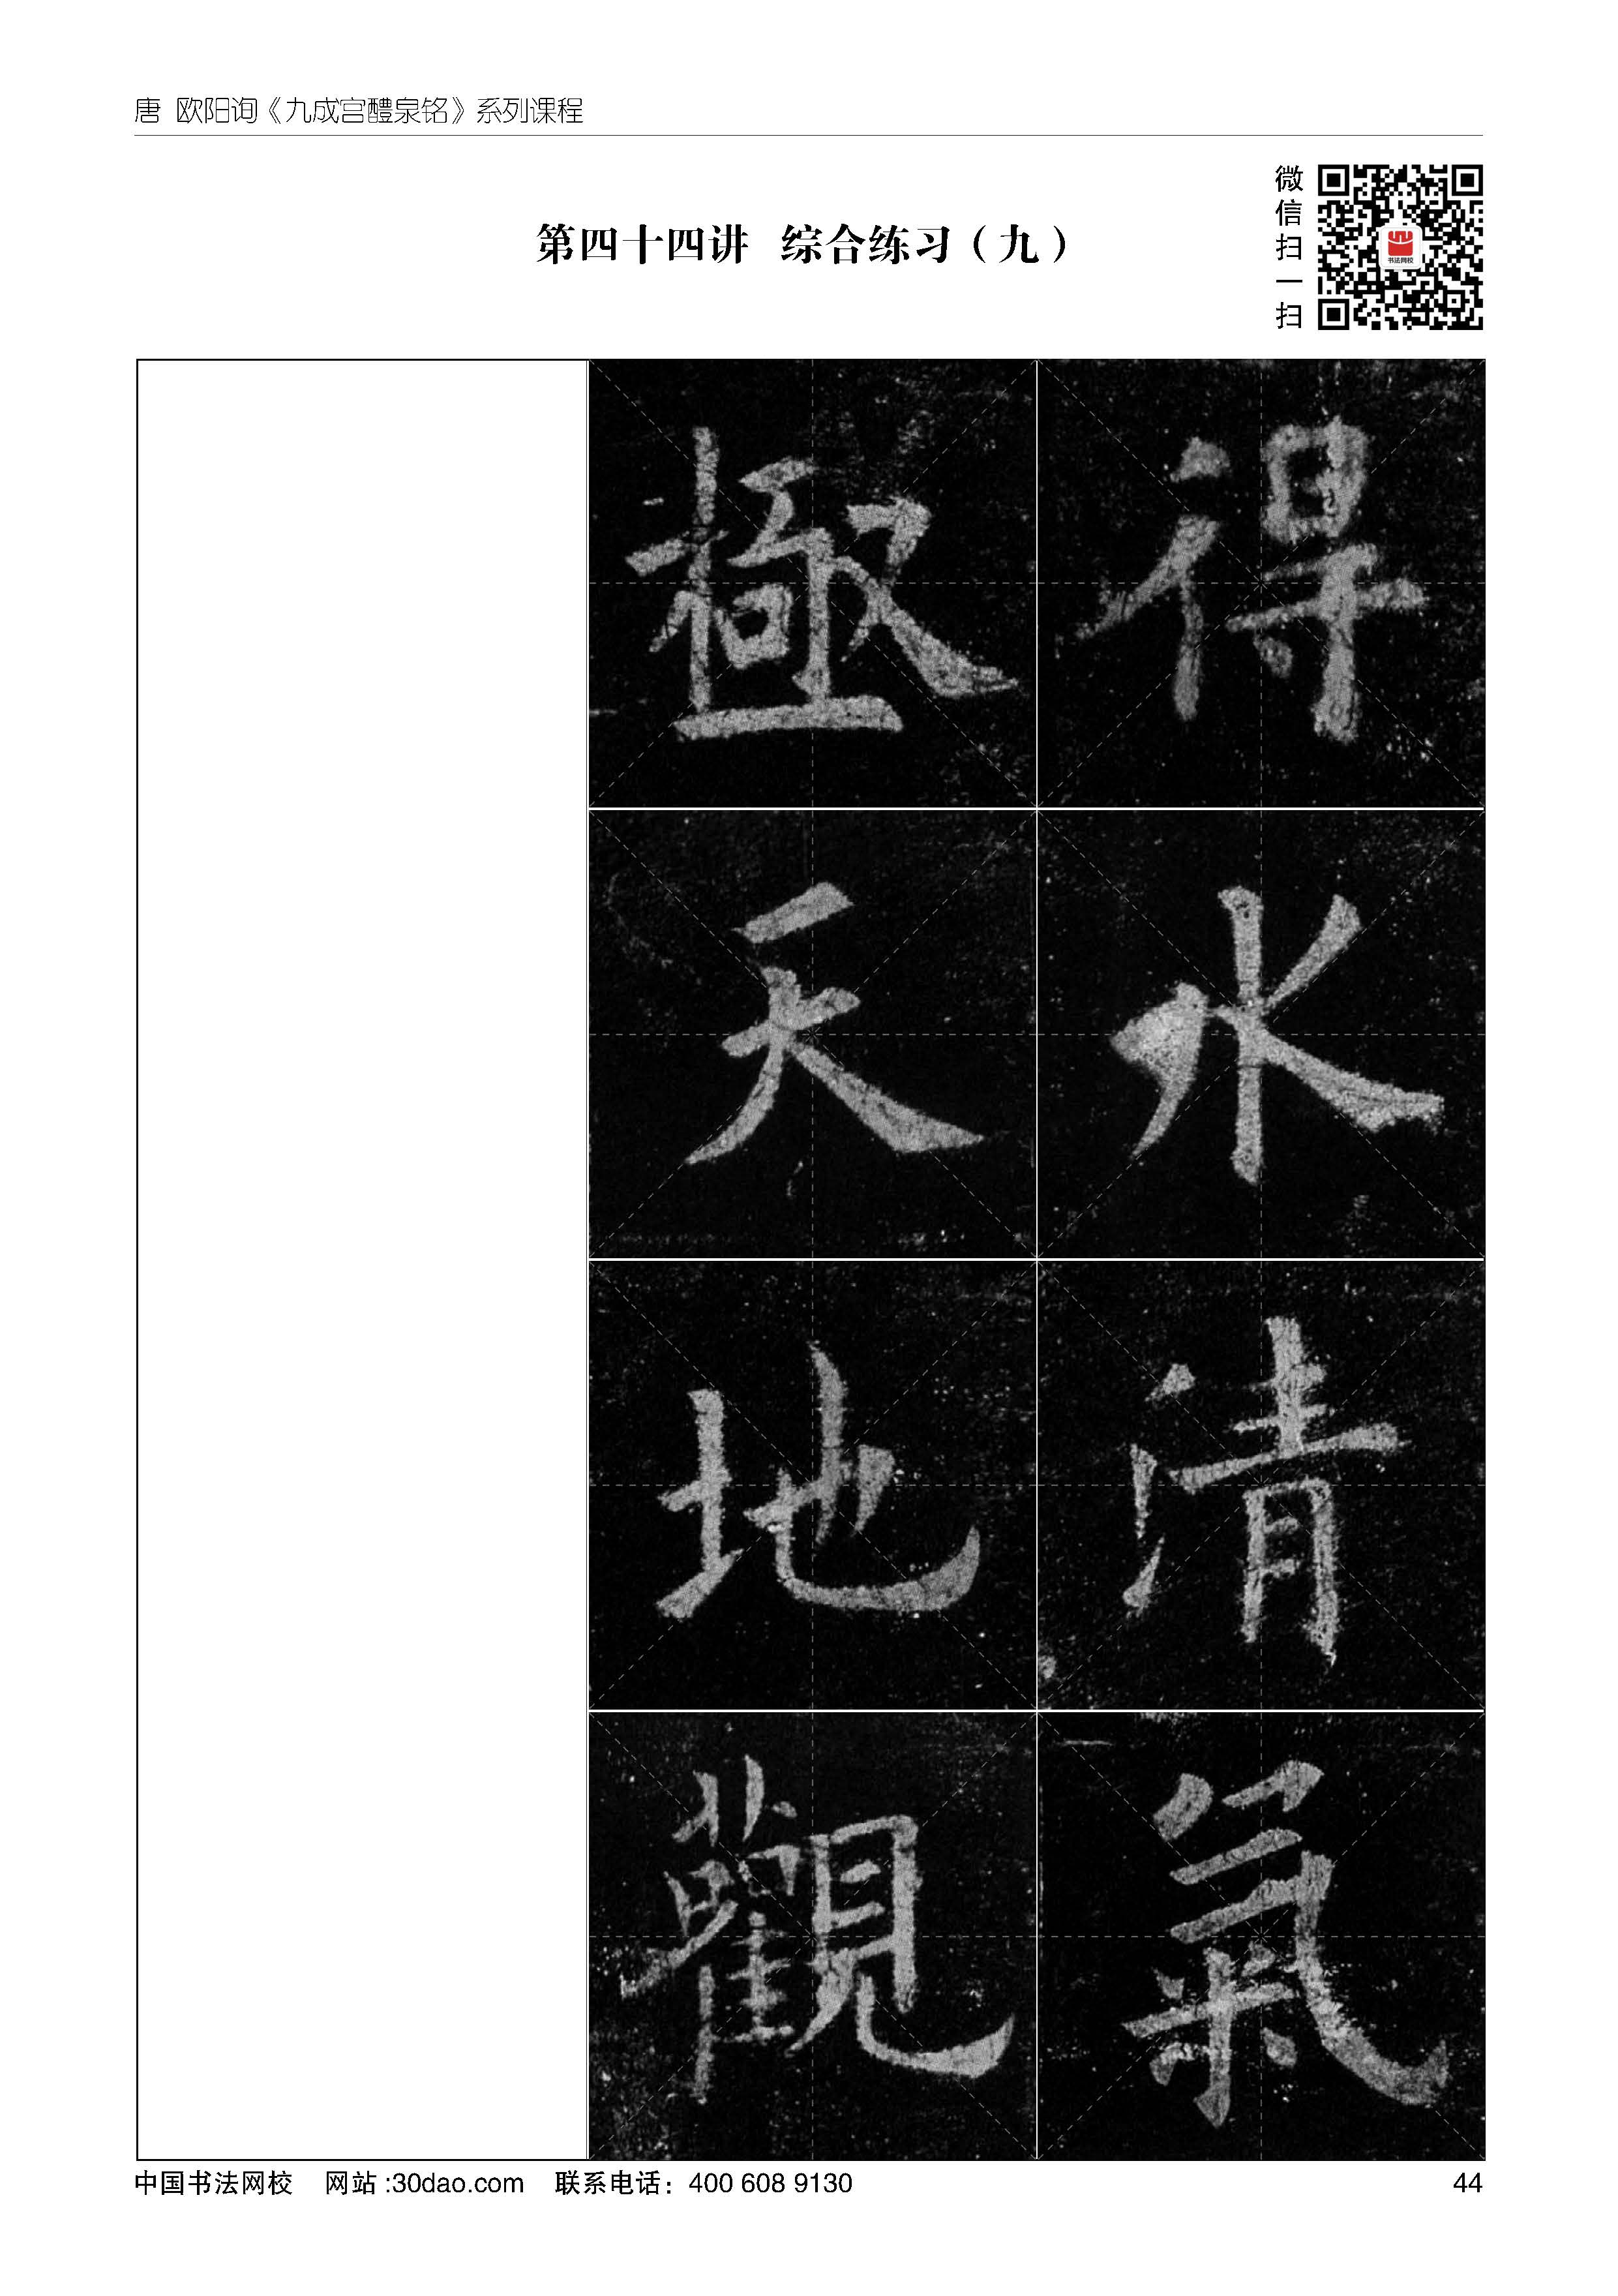 唐 欧阳询《九成宫醴泉铭》系列课程
微信扫一扫
书法网校
第四十四讲 综合练习（九）
得水清氣
極天地觀
中国书法网校 网站:30dao.com 联系电话：400 608 9130
44